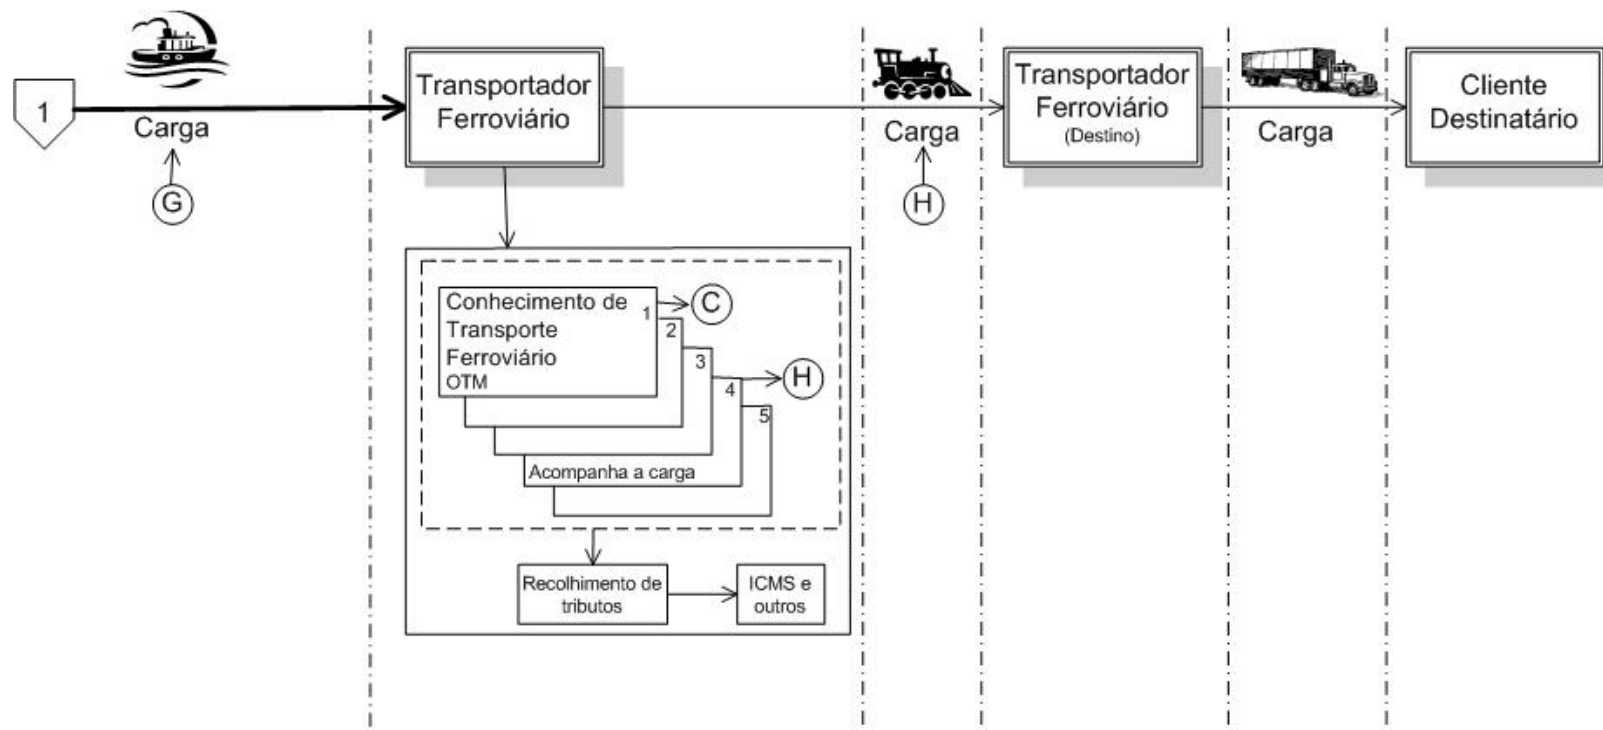 1
Carga
G
Transportador
Ferroviário
Carga
H
Transportador
Ferroviário
(Destino)
Carga
Cliente
Destinatário
Conhecimento de
Transporte
Ferroviário
OTM
1
C
2
3
H
4
5
Acompanha a carga
Recolhimento de
tributos
ICMS e
outros